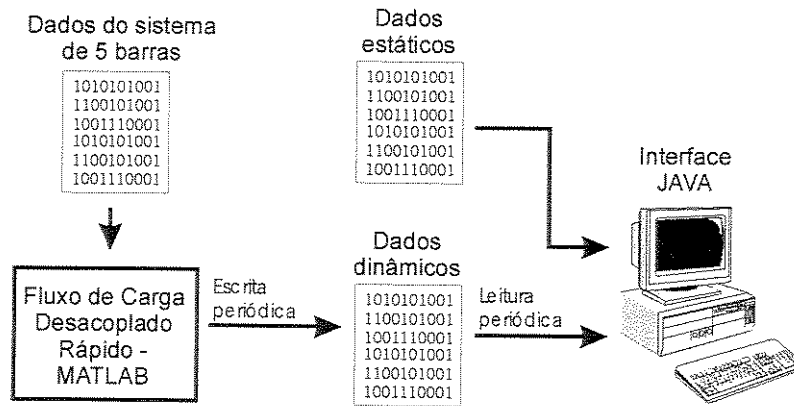 Dados do sistema
de 5 barras
1010101001
1100101001
1001110001
1010101001
1100101001
1001110001
Dados
estáticos
1010101001
1100101001
1001110001
1010101001
1100101001
1001110001
Interface
JAVA
Fluxo de Carga
Desacoplado
Rápido -
MATLAB
Escrita
periódica
Dados
dinâmicos
1010101001
1100101001
1001110001
1010101001
1100101001
1001110001
Leitura
periódica